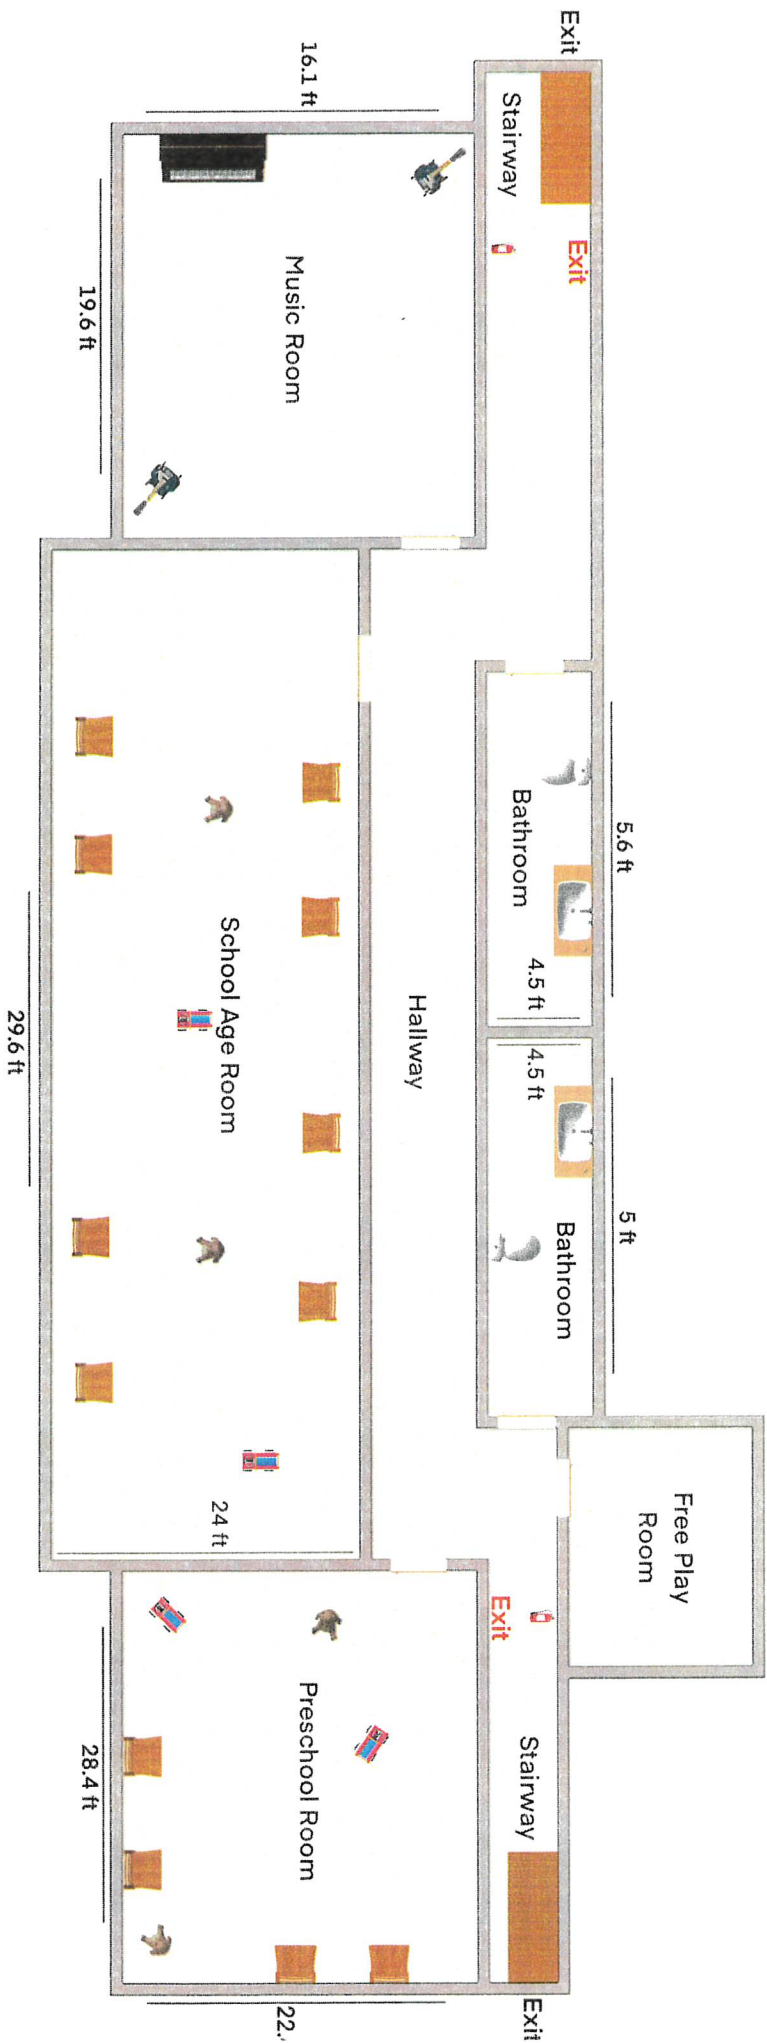 Exit
Stairway
Exit
16.1 ft
Music Room
19.6 ft
5.6 ft
Bathroom
4.5 ft
4.5 ft
5 ft
Bathroom
Hallway
School Age Room
29.6 ft
24 ft
Free Play
Room
Exit
Stairway
Preschool Room
28.4 ft
22.
Exit